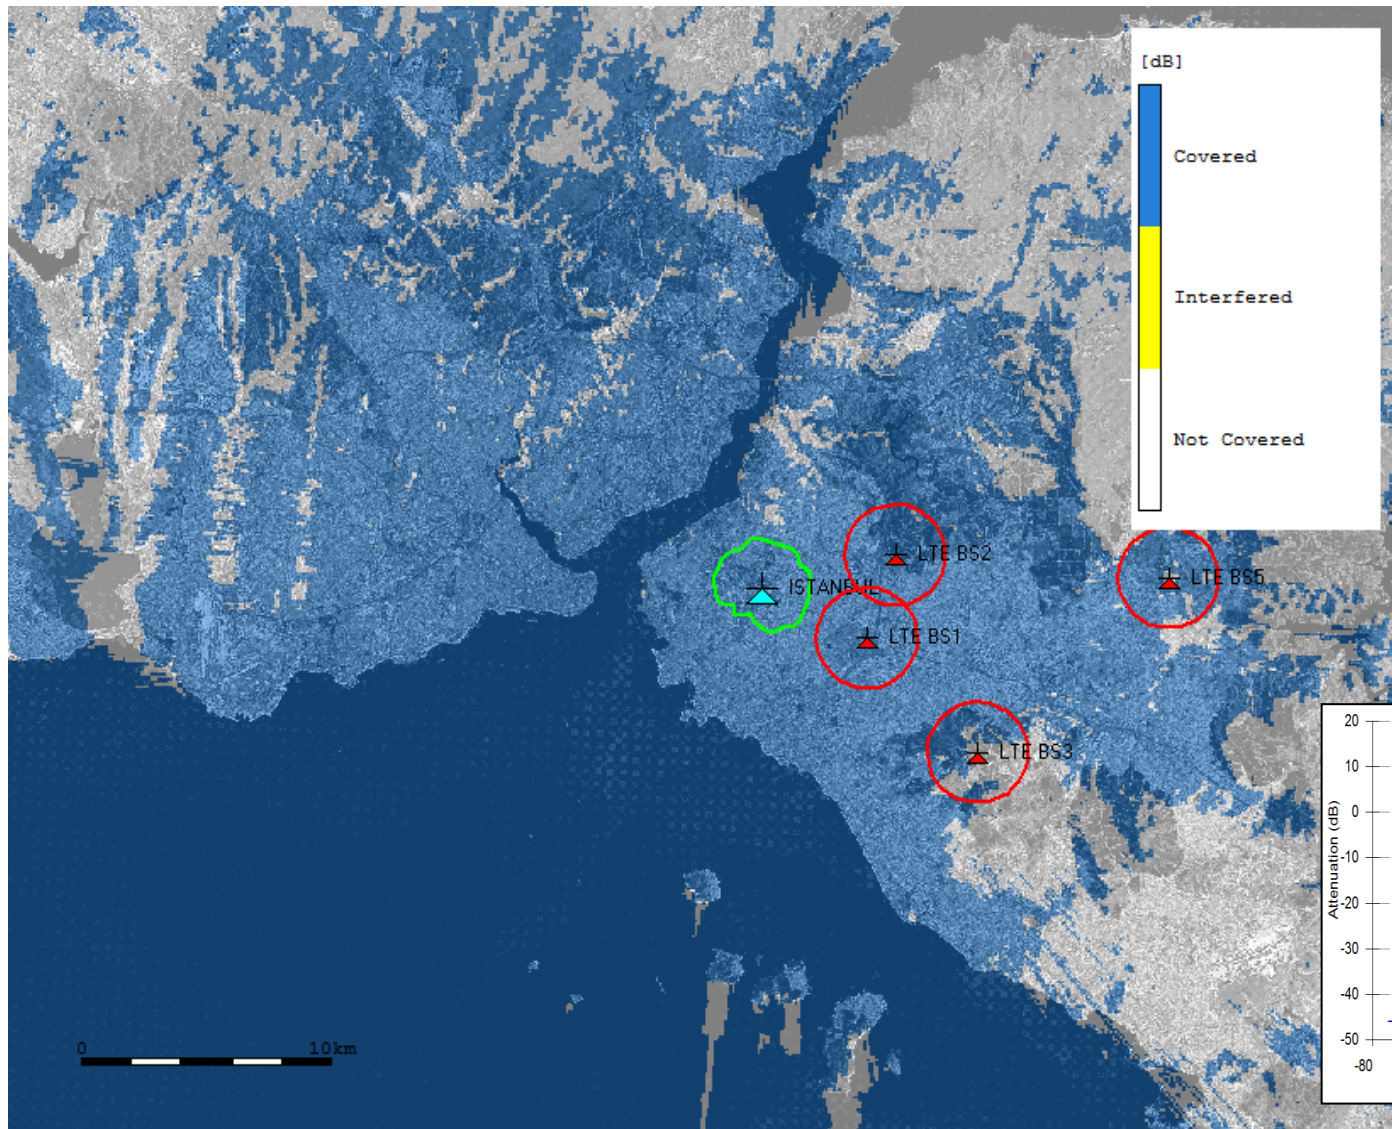 [dB]
Covered
Interfered
Not Covered
LTE BS2
ISTANBUL
LTE BS5
LTE BS1
LTE BS3
20
10
0
-10
-20
-30
-40
-50
-80
Attenuation (dB)
0 10km